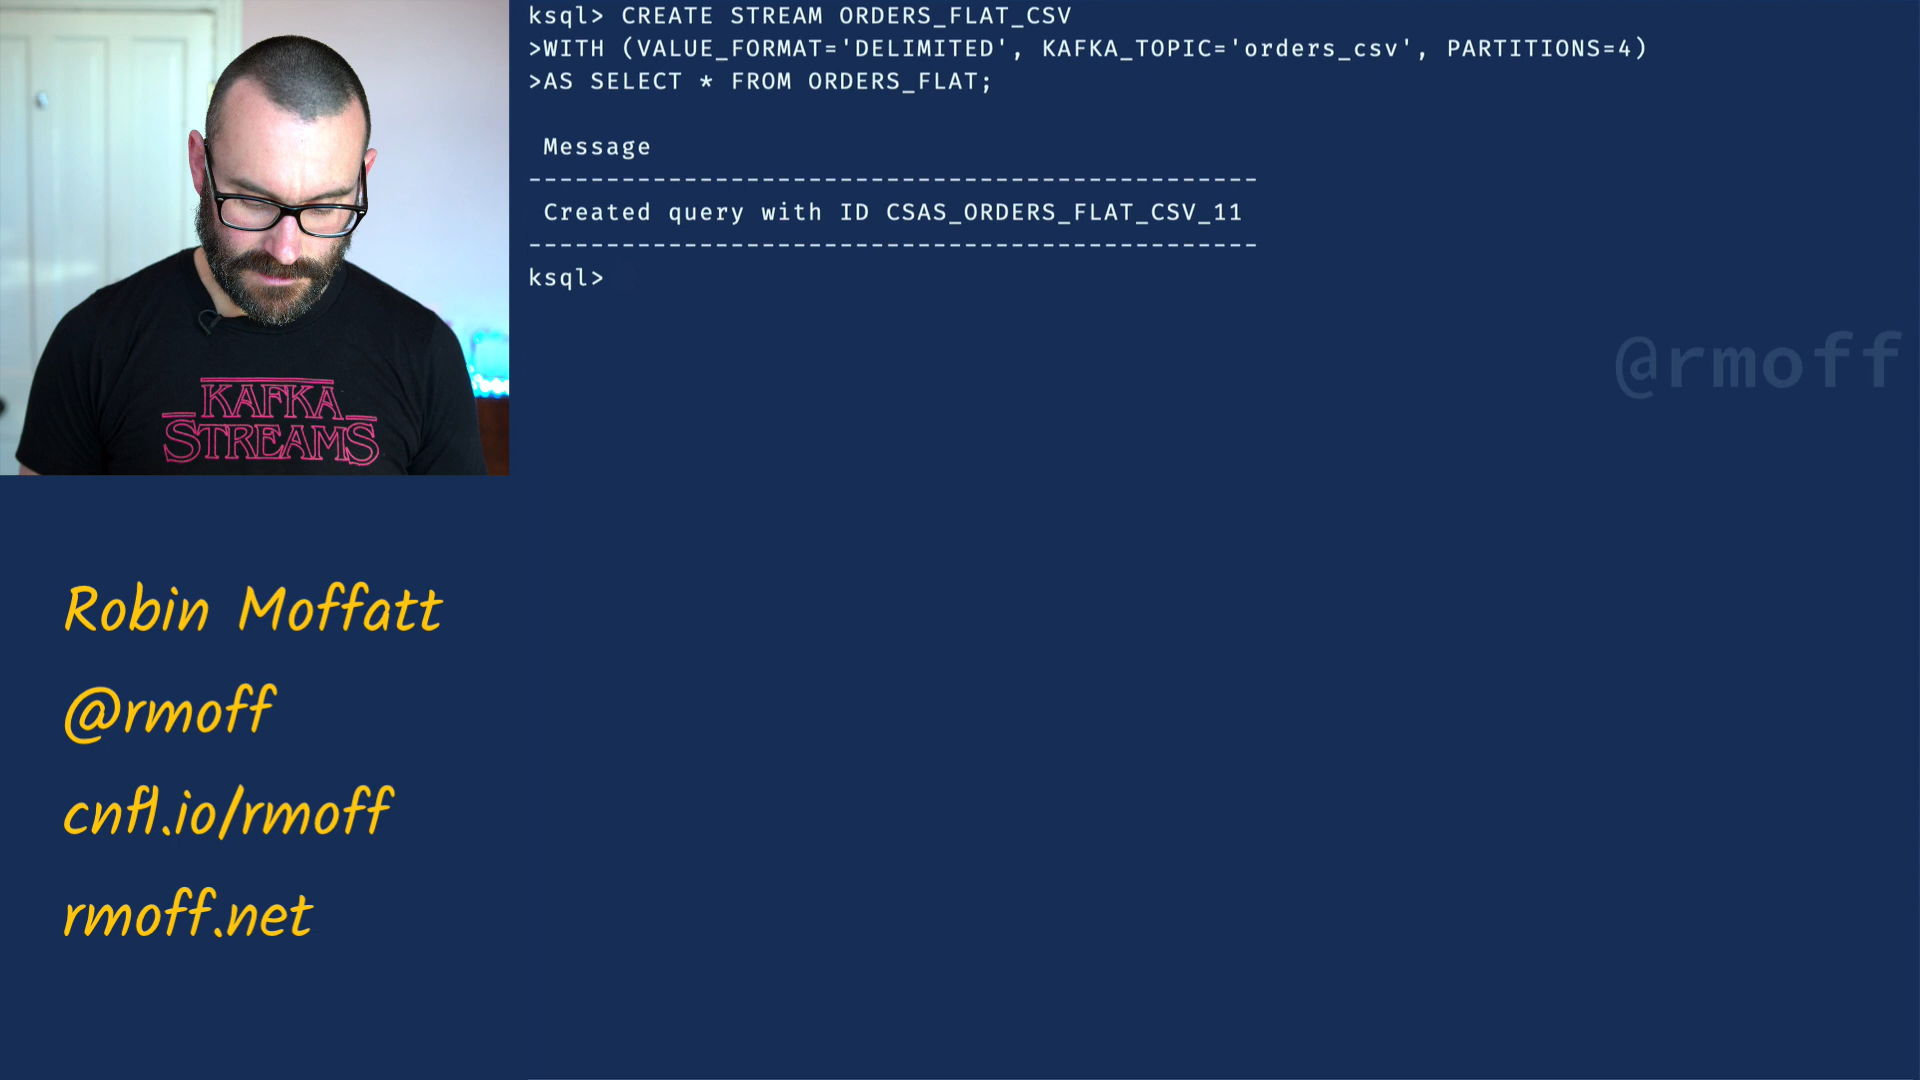 ksql> CREATE STREAM ORDERS_FLAT_CSV
>WITH (VALUE_FORMAT='DELIMITED', KAFKA_TOPIC='orders_csv', PARTITIONS=4)
>AS SELECT * FROM ORDERS_FLAT;
Message
-----------------------------------------------
Created query with ID CSAS_ORDERS_FLAT_CSV_11
-----------------------------------------------
ksql>
@rmoff
KAFKA
STREAMS
Robin Moffatt
@rmoff
cnfl.io/rmoff
rmoff.net